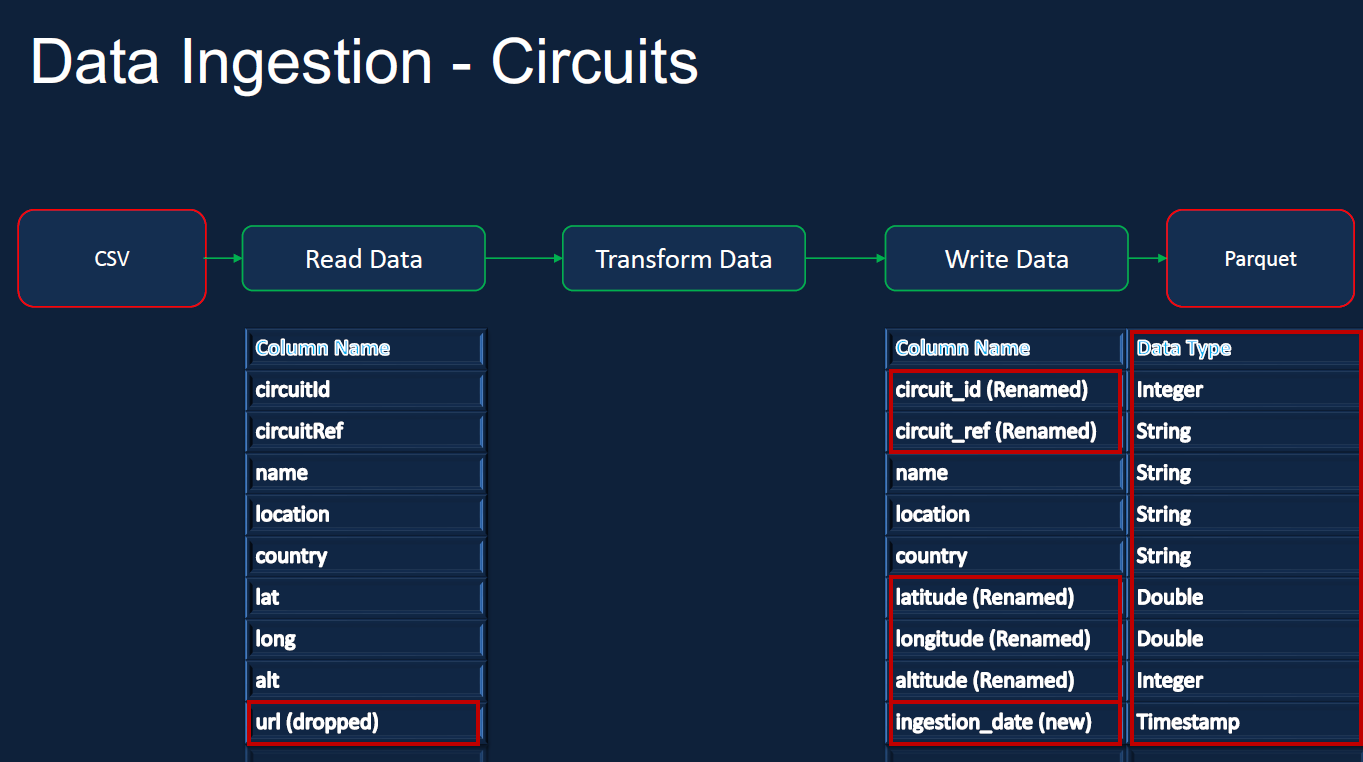 Data Ingestion - Circuits
CSV
Read Data
Transform Data
Write Data
Parquet
Column Name
circuitId
circuitRef
name
location
country
lat
long
alt
url (dropped)
Column Name Data Type
circuit_id (Renamed) Integer
circuit_ref (Renamed) String
name String
location String
country String
latitude (Renamed) Double
longitude (Renamed) Double
altitude (Renamed) Integer
ingestion_date (new) Timestamp